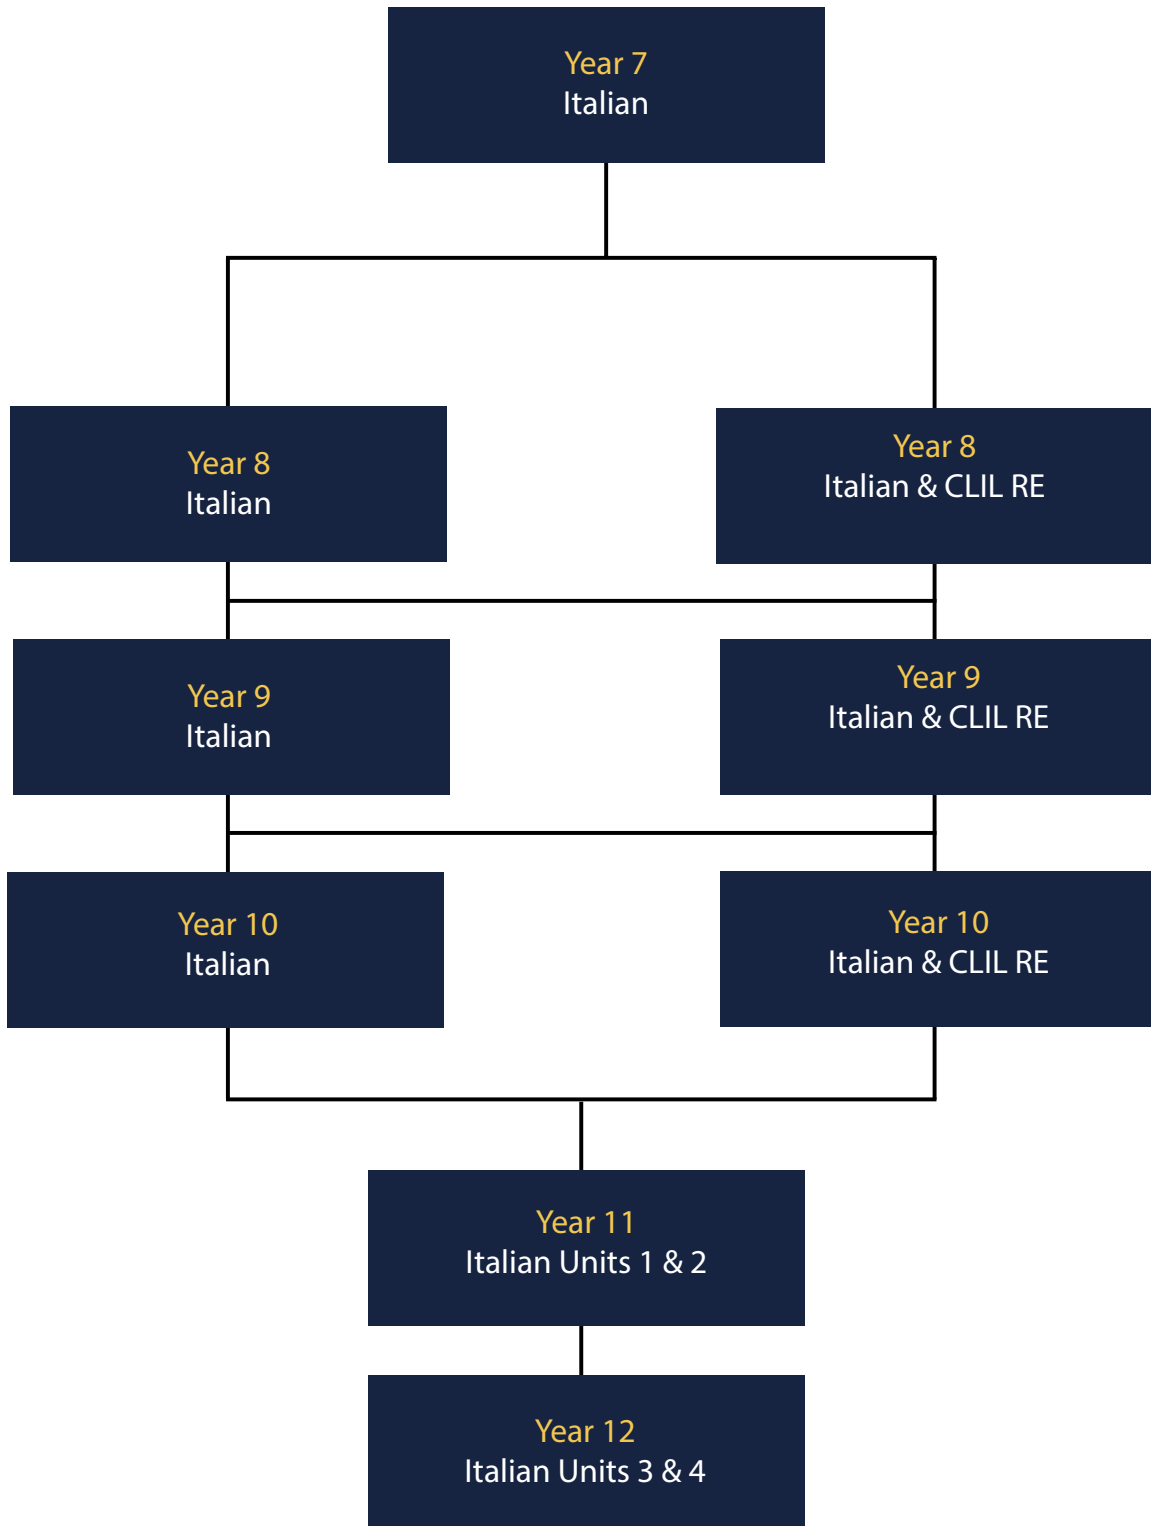 Year 7
Italian
Year 8
Italian
Year 8
Italian & CLIL RE
Year 9
Italian
Year 9
Italian & CLIL RE
Year 10
Italian
Year 10
Italian & CLIL RE
Year 11
Italian Units 1 & 2
Year 12
Italian Units 3 & 4